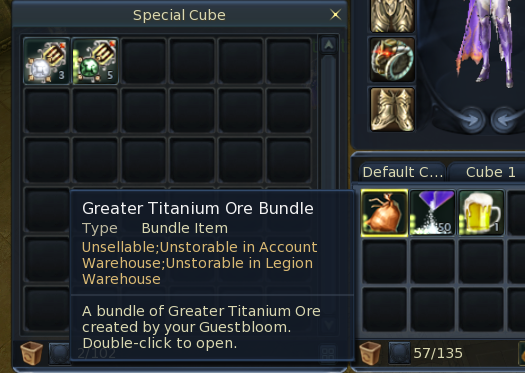 Special Cube
3
5
Default C...
Cube 1
50
1
Greater Titanium Ore Bundle
Type Bundle Item
Unsellable;Unstorable in Account
Warehouse;Unstorable in Legion
Warehouse
A bundle of Greater Titanium Ore
created by your Guestbloom.
Double-click to open.
2/102
57/135